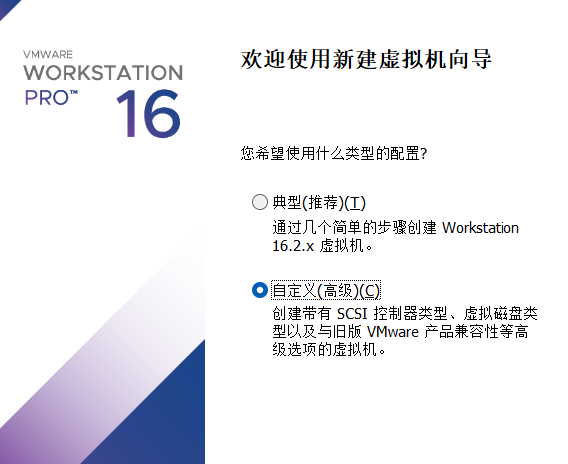 VMWARE
WORKSTATION
PRO™
16
欢迎使用新建虚拟机向导
您希望使用什么类型的配置?
典型(推荐)(T)
通过几个简单的步骤创建 Workstation
16.2.x 虚拟机。
自定义(高级)(C)
创建带有 SCSI 控制器类型、虚拟磁盘类
型以及与旧版 VMware 产品兼容性等高
级选项的虚拟机。